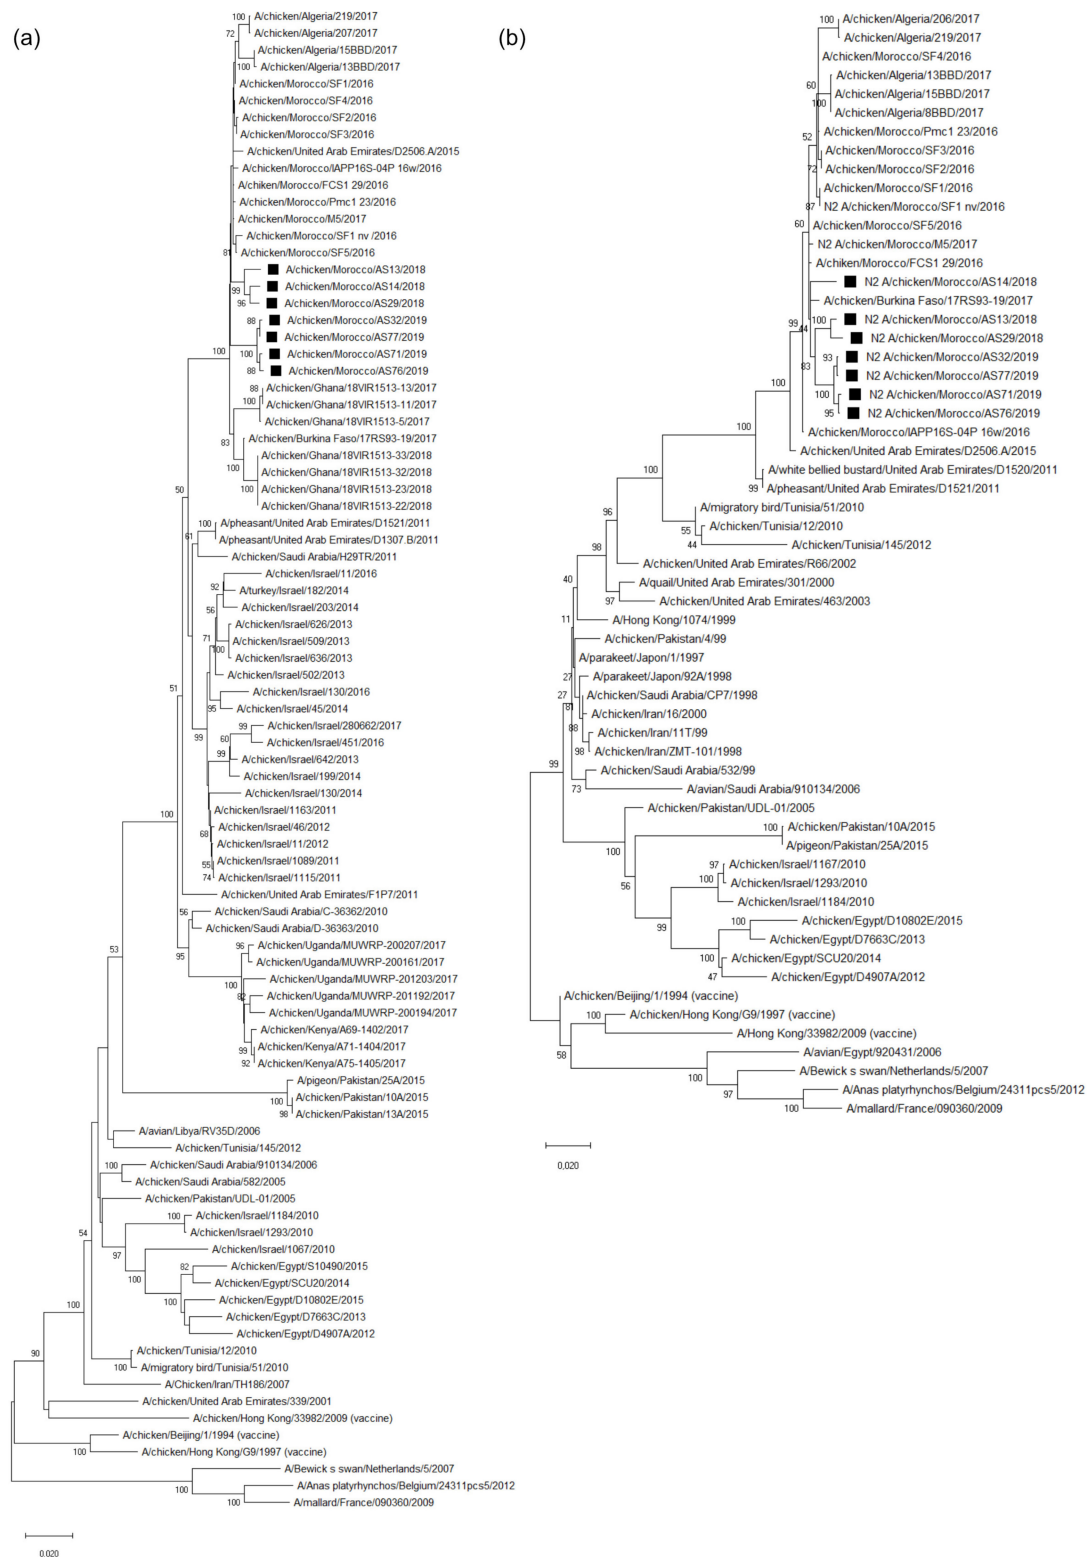 (a)
A/chicken/Algeria/219/2017
A/chicken/Algeria/207/2017
A/chicken/Algeria/15BBD/2017
A/chicken/Algeria/13BBD/2017
A/chicken/Morocco/SF1/2016
A/chicken/Morocco/SF4/2016
A/chicken/Morocco/SF2/2016
A/chicken/Morocco/SF3/2016
A/chicken/United Arab Emirates/D2506.A/2015
A/chicken/Morocco/IAPP16S-04P 16w/2016
A/chiken/Morocco/FCS1 29/2016
A/chicken/Morocco/Pmc1 23/2016
A/chicken/Morocco/M5/2017
A/chicken/Morocco/SF1 nv /2016
A/chicken/Morocco/SF5/2016
A/chicken/Morocco/AS13/2018
A/chicken/Morocco/AS14/2018
A/chicken/Morocco/AS29/2018
A/chicken/Morocco/AS32/2019
A/chicken/Morocco/AS77/2019
A/chicken/Morocco/AS71/2019
A/chicken/Morocco/AS76/2019
A/chicken/Ghana/18VIR1513-13/2017
A/chicken/Ghana/18VIR1513-11/2017
A/chicken/Ghana/18VIR1513-5/2017
A/chicken/Burkina Faso/17RS93-19/2017
A/chicken/Ghana/18VIR1513-33/2018
A/chicken/Ghana/18VIR1513-32/2018
A/chicken/Ghana/18VIR1513-23/2018
A/chicken/Ghana/18VIR1513-22/2018
A/pheasant/United Arab Emirates/D1521/2011
A/pheasant/United Arab Emirates/D1307.B/2011
A/chicken/Saudi Arabia/H29TR/2011
A/chicken/Israel/11/2016
A/turkey/Israel/182/2014
A/chicken/Israel/203/2014
A/chicken/Israel/626/2013
A/chicken/Israel/509/2013
A/chicken/Israel/636/2013
A/chicken/Israel/502/2013
A/chicken/Israel/130/2016
A/chicken/Israel/45/2014
A/chicken/Israel/280662/2017
A/chicken/Israel/451/2016
A/chicken/Israel/642/2013
A/chicken/Israel/199/2014
A/chicken/Israel/130/2014
A/chicken/Israel/1163/2011
A/chicken/Israel/46/2012
A/chicken/Israel/11/2012
A/chicken/Israel/1089/2011
A/chicken/Israel/1115/2011
A/chicken/United Arab Emirates/F1P7/2011
A/chicken/Saudi Arabia/C-36362/2010
A/chicken/Saudi Arabia/D-36363/2010
A/chicken/Uganda/MUWRP-200207/2017
A/chicken/Uganda/MUWRP-200161/2017
A/chicken/Uganda/MUWRP-201203/2017
A/chicken/Uganda/MUWRP-201192/2017
A/chicken/Uganda/MUWRP-200194/2017
A/chicken/Kenya/A69-1402/2017
A/chicken/Kenya/A71-1404/2017
A/chicken/Kenya/A75-1405/2017
A/pigeon/Pakistan/25A/2015
A/chicken/Pakistan/10A/2015
A/chicken/Pakistan/13A/2015
A/avian/Libya/RV35D/2006
A/chicken/Tunisia/145/2012
A/chicken/Saudi Arabia/910134/2006
A/chicken/Saudi Arabia/582/2005
A/chicken/Pakistan/UDL-01/2005
A/chicken/Israel/1184/2010
A/chicken/Israel/1293/2010
A/chicken/Israel/1067/2010
A/chicken/Egypt/S10490/2015
A/chicken/Egypt/SCU20/2014
A/chicken/Egypt/D10802E/2015
A/chicken/Egypt/D7663C/2013
A/chicken/Egypt/D4907A/2012
A/chicken/Tunisia/12/2010
A/migratory bird/Tunisia/51/2010
A/Chicken/Iran/TH186/2007
A/chicken/United Arab Emirates/339/2001
A/chicken/Hong Kong/33982/2009 (vaccine)
A/chicken/Beijing/1/1994 (vaccine)
A/chicken/Hong Kong/G9/1997 (vaccine)
A/Bewick s swan/Netherlands/5/2007
A/Anas platyrhynchos/Belgium/24311pcs5/2012
A/mallard/France/090360/2009
100
72
100
81
99
96
88
100
88
100
88
100
83
100
50
100
61
92
56
100
71
95
99
60
99
99
68
55
74
51
100
56
95
96
100
82
99
92
53
100
98
100
54
100
97
100
82
100
100
100
90
100
100
100
0.020
(b)
A/chicken/Algeria/206/2017
A/chicken/Algeria/219/2017
A/chicken/Morocco/SF4/2016
A/chicken/Algeria/13BBD/2017
A/chicken/Algeria/15BBD/2017
A/chicken/Algeria/8BBD/2017
A/chicken/Morocco/Pmc1 23/2016
A/chicken/Morocco/SF3/2016
A/chicken/Morocco/SF2/2016
A/chicken/Morocco/SF1/2016
N2 A/chicken/Morocco/SF1 nv/2016
A/chicken/Morocco/SF5/2016
N2 A/chicken/Morocco/M5/2017
A/chiken/Morocco/FCS1 29/2016
N2 A/chicken/Morocco/AS14/2018
A/chicken/Burkina Faso/17RS93-19/2017
N2 A/chicken/Morocco/AS13/2018
N2 A/chicken/Morocco/AS29/2018
N2 A/chicken/Morocco/AS32/2019
N2 A/chicken/Morocco/AS77/2019
N2 A/chicken/Morocco/AS71/2019
N2 A/chicken/Morocco/AS76/2019
A/chicken/Morocco/IAPP16S-04P 16w/2016
A/chicken/United Arab Emirates/D2506.A/2015
A/white bellied bustard/United Arab Emirates/D1520/2011
A/pheasant/United Arab Emirates/D1521/2011
A/migratory bird/Tunisia/51/2010
A/chicken/Tunisia/12/2010
A/chicken/Tunisia/145/2012
A/chicken/United Arab Emirates/R66/2002
A/quail/United Arab Emirates/301/2000
A/chicken/United Arab Emirates/463/2003
A/Hong Kong/1074/1999
A/chicken/Pakistan/4/99
A/parakeet/Japon/1/1997
A/parakeet/Japon/92A/1998
A/chicken/Saudi Arabia/CP7/1998
A/chicken/Iran/16/2000
A/chicken/Iran/11T/99
A/chicken/Iran/ZMT-101/1998
A/chicken/Saudi Arabia/532/99
A/avian/Saudi Arabia/910134/2006
A/chicken/Pakistan/UDL-01/2005
A/chicken/Pakistan/10A/2015
A/pigeon/Pakistan/25A/2015
A/chicken/Israel/1167/2010
A/chicken/Israel/1293/2010
A/chicken/Israel/1184/2010
A/chicken/Egypt/D10802E/2015
A/chicken/Egypt/D7663C/2013
A/chicken/Egypt/SCU20/2014
A/chicken/Egypt/D4907A/2012
A/chicken/Beijing/1/1994 (vaccine)
A/chicken/Hong Kong/G9/1997 (vaccine)
A/Hong Kong/33982/2009 (vaccine)
A/avian/Egypt/920431/2006
A/Bewick s swan/Netherlands/5/2007
A/Anas platyrhynchos/Belgium/24311pcs5/2012
A/mallard/France/090360/2009
100
60
100
52
72
87
60
100
99
44
93
83
100
95
100
100
99
55
44
96
98
97
40
11
27
27
81
88
98
73
99
100
100
56
97
100
99
100
100
47
100
58
100
97
100
0,020